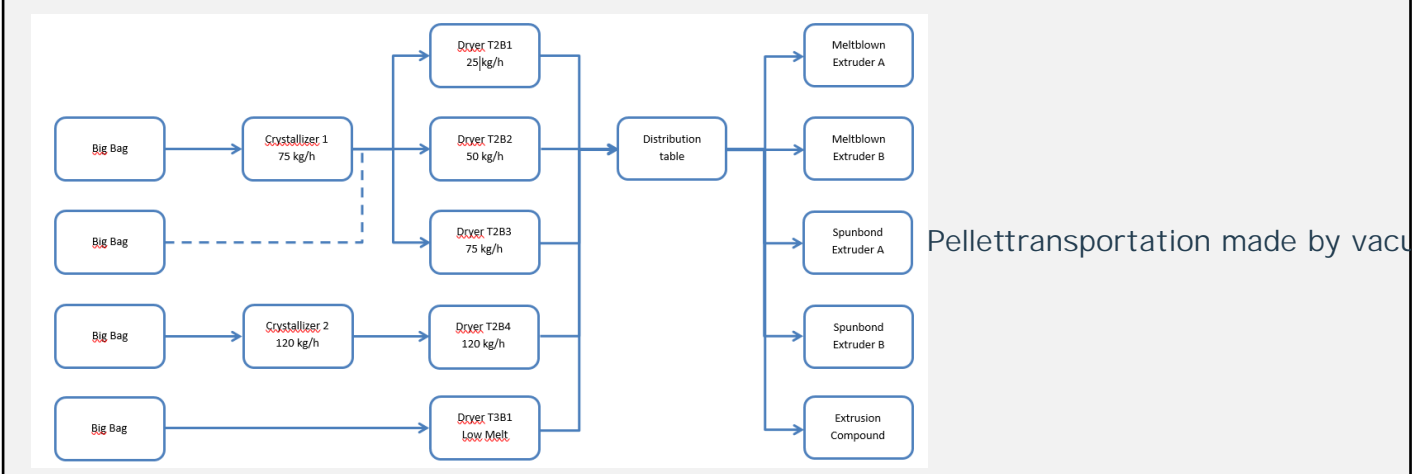 Dryer T2B1
25 kg/h
Meltblown
Extruder A
Big Bag
Crystallizer 1
75 kg/h
Dryer T2B2
50 kg/h
Distribution
table
Meltblown
Extruder B
Big Bag
Dryer T2B3
75 kg/h
Spunbond
Extruder A
Pellettransportation made by vacu
Big Bag
Crystallizer 2
120 kg/h
Dryer T2B4
120 kg/h
Spunbond
Extruder B
Big Bag
Dryer T3B1
Low Melt
Extrusion
Compound